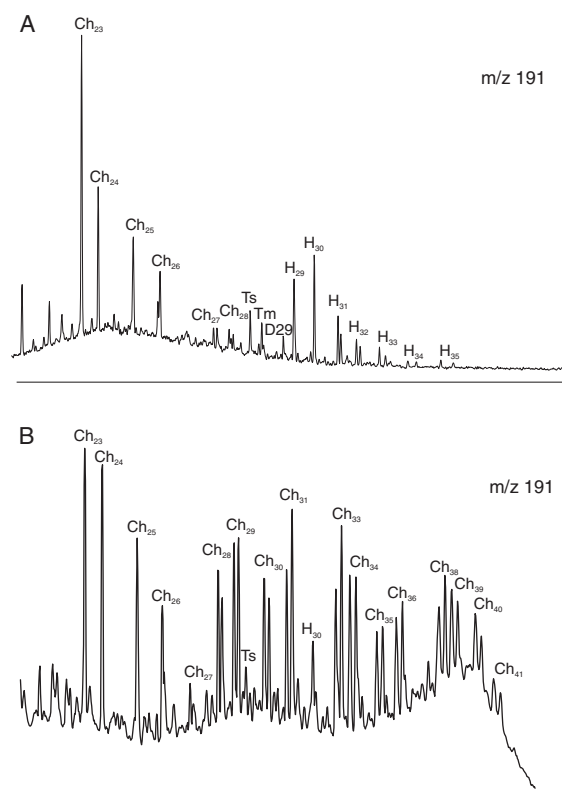 A
Ch₂₃
m/z 191
Ch₂₄
Ch₂₅
Ch₂₆
H₃₀
H₂₉
Ts
H₃₁
Ch₂₇
Ch₂₈
Tm
D29
H₃₂
H₃₃
H₃₄
H₃₅
B
Ch₂₃
Ch₂₄
m/z 191
Ch₃₁
Ch₃₃
Ch₂₅
Ch₂₉
Ch₂₈
Ch₃₀
Ch₃₄
Ch₃₈
Ch₃₉
Ch₂₆
Ch₃₆
Ch₄₀
Ch₃₅
H₃₀
Ts
Ch₂₇
Ch₄₁